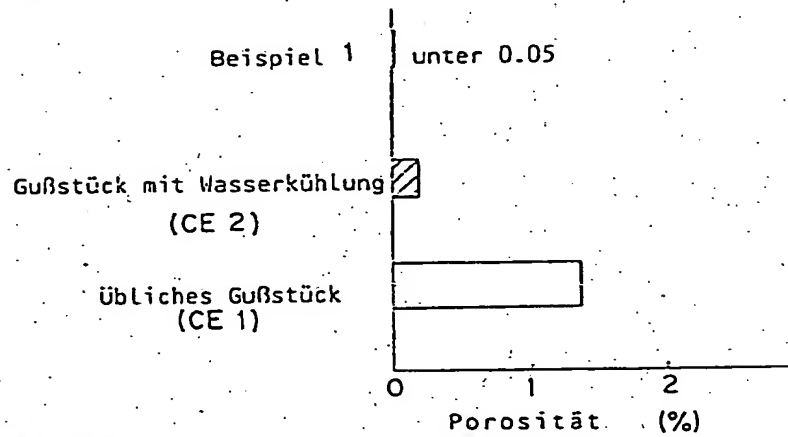 Beispiel 1 unter 0.05
Gußstück mit Wasserkühlung
(CE 2)
Übliches Gußstück
(CE 1)
0 1 2
Porosität (%)